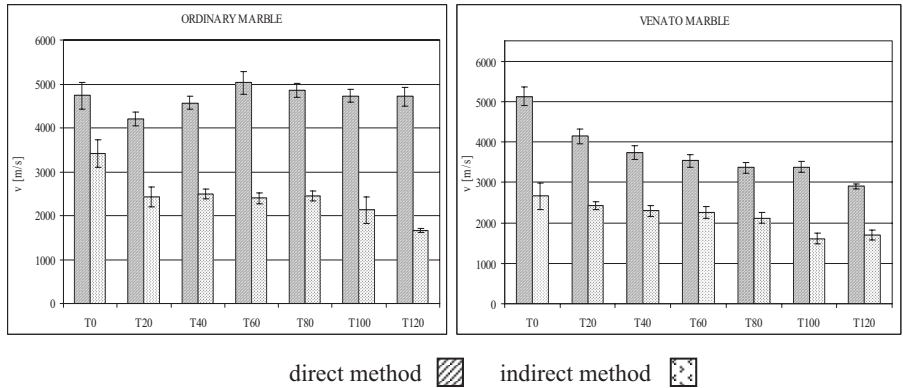 ORDINARY MARBLE
6000
5000
4000
3000
2000
1000
0
v [m/s]
T0 T20 T40 T60 T80 T100 T120
VENATO MARBLE
6000
5000
4000
3000
2000
1000
0
v [m/s]
T0 T20 T40 T60 T80 T100 T120
direct method indirect method